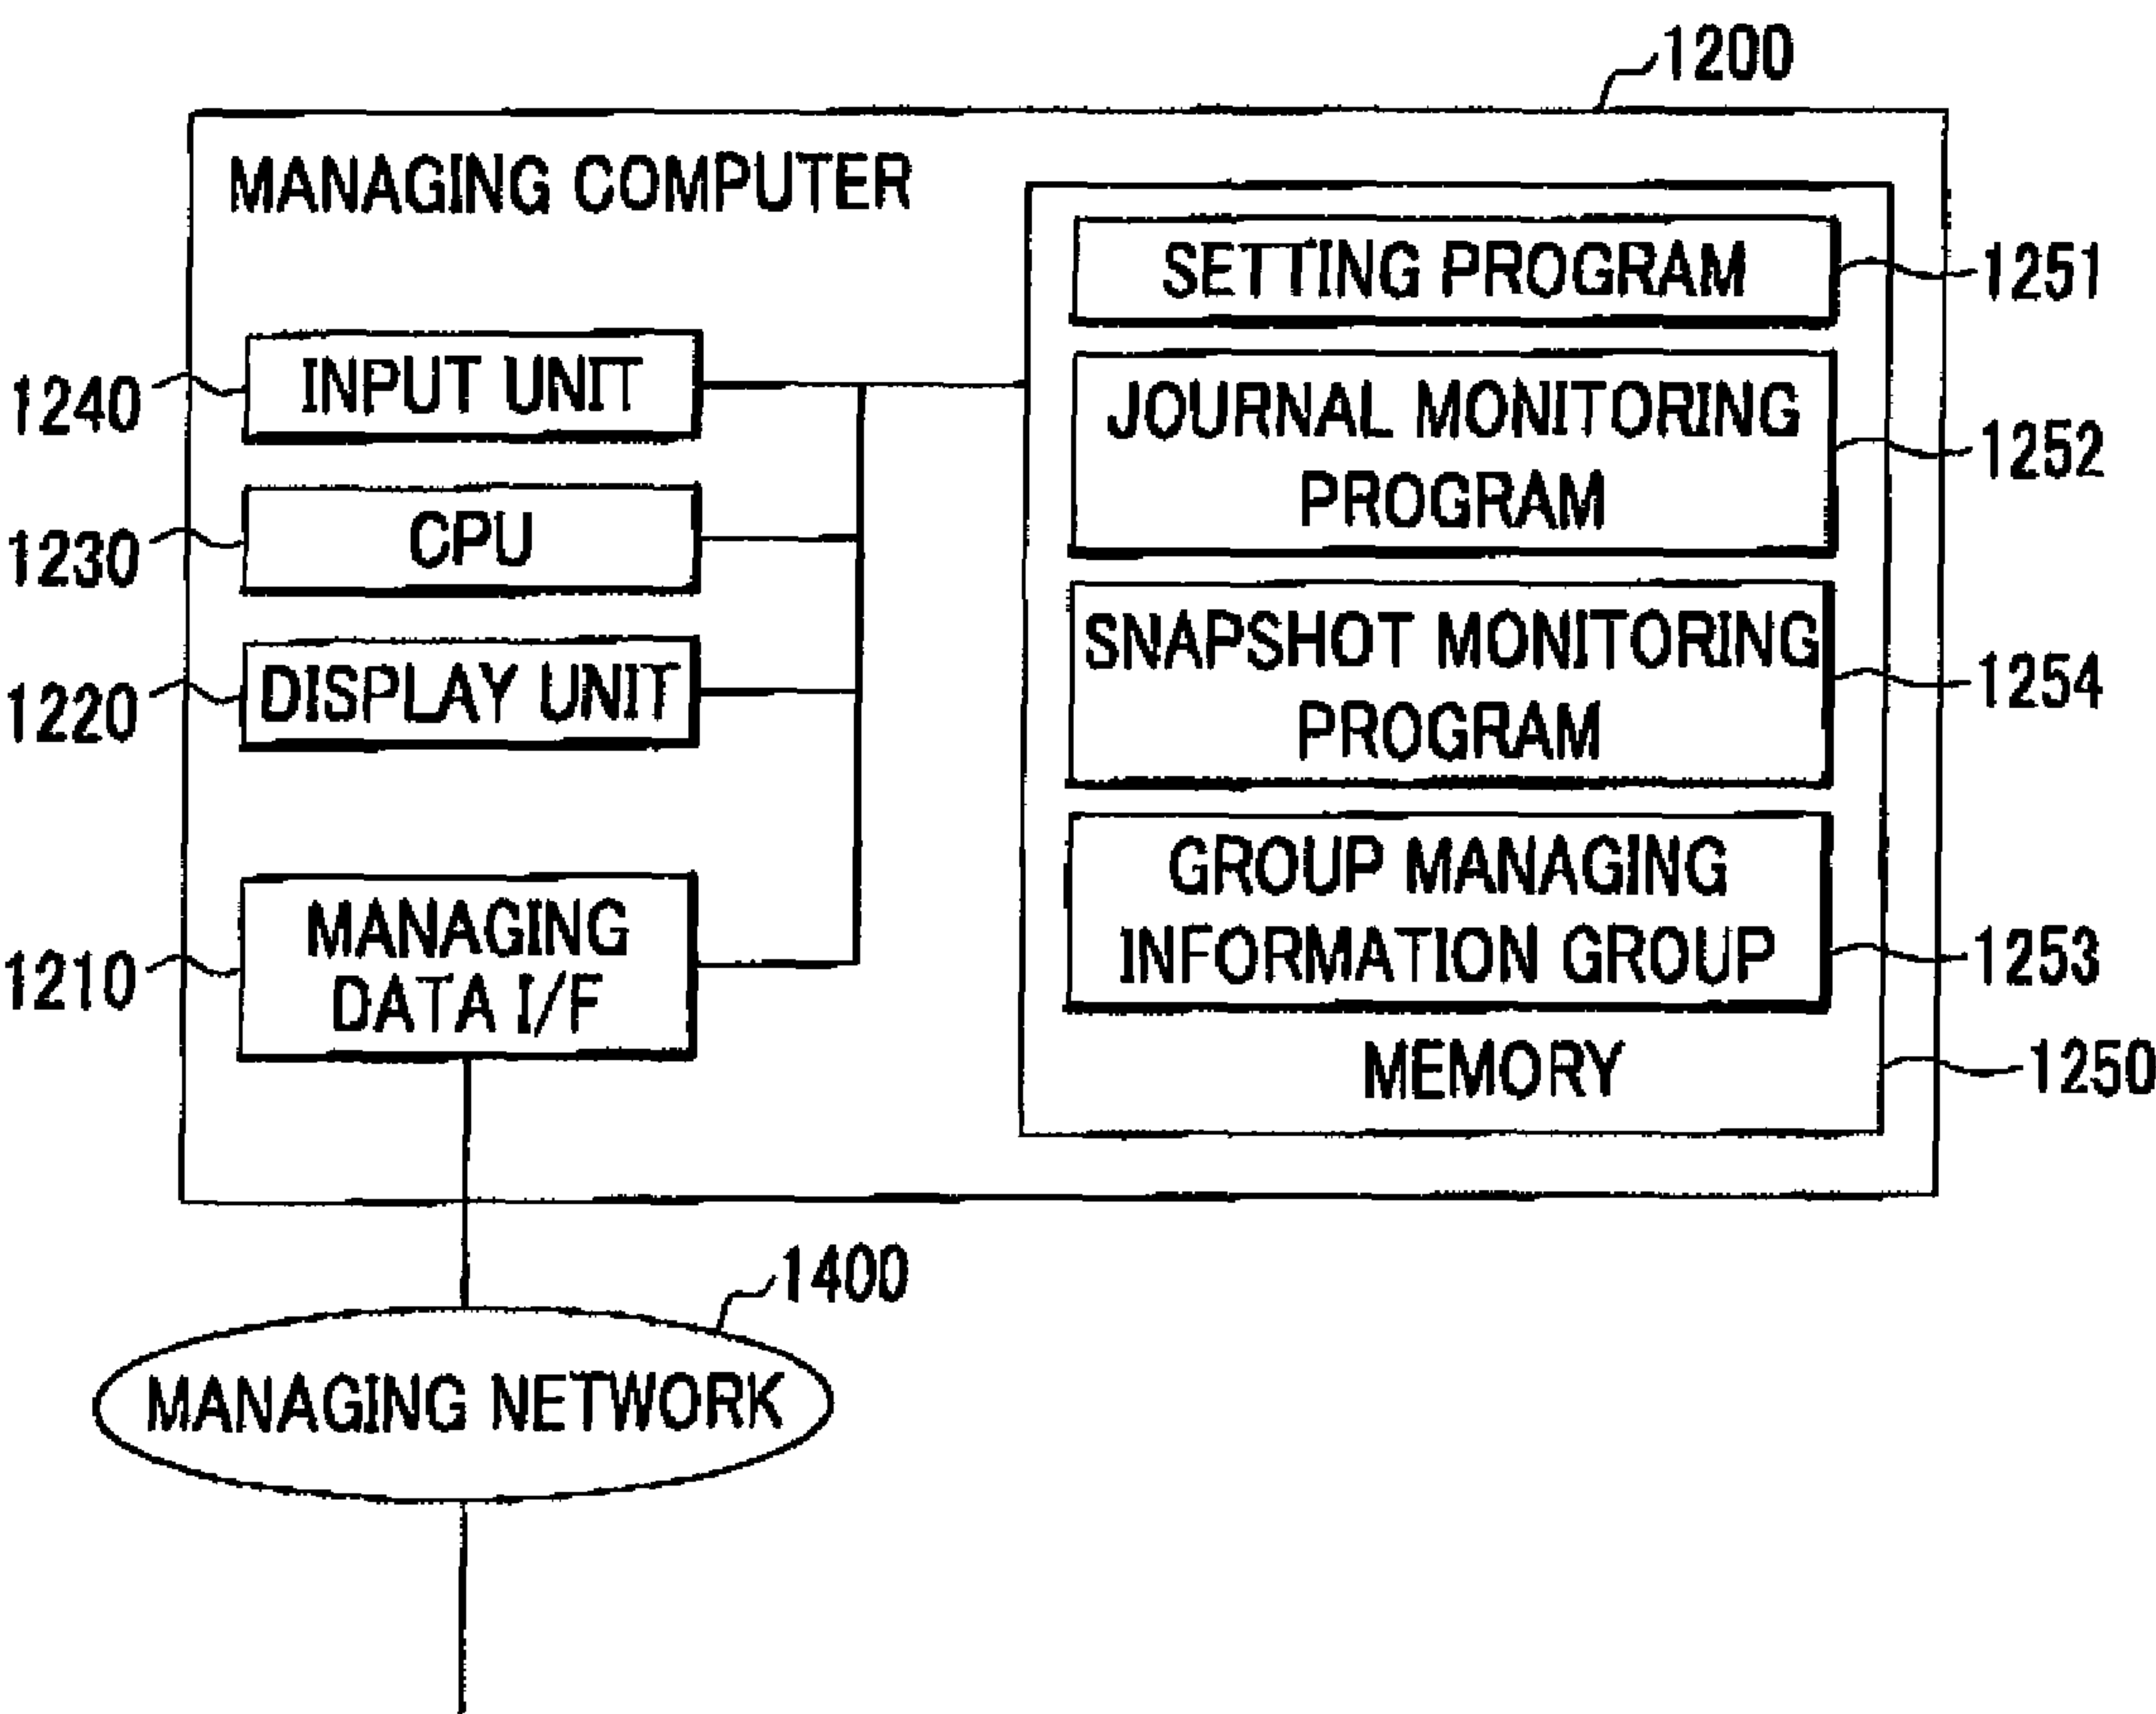 1200
MANAGING COMPUTER
SETTING PROGRAM
1251
INPUT UNIT
1240
JOURNAL MONITORING
PROGRAM
1252
CPU
1230
SNAPSHOT MONITORING
PROGRAM
1254
DISPLAY UNIT
1220
GROUP MANAGING
INFORMATION GROUP
1253
MANAGING
DATA I/F
1210
MEMORY
1250
1400
MANAGING NETWORK